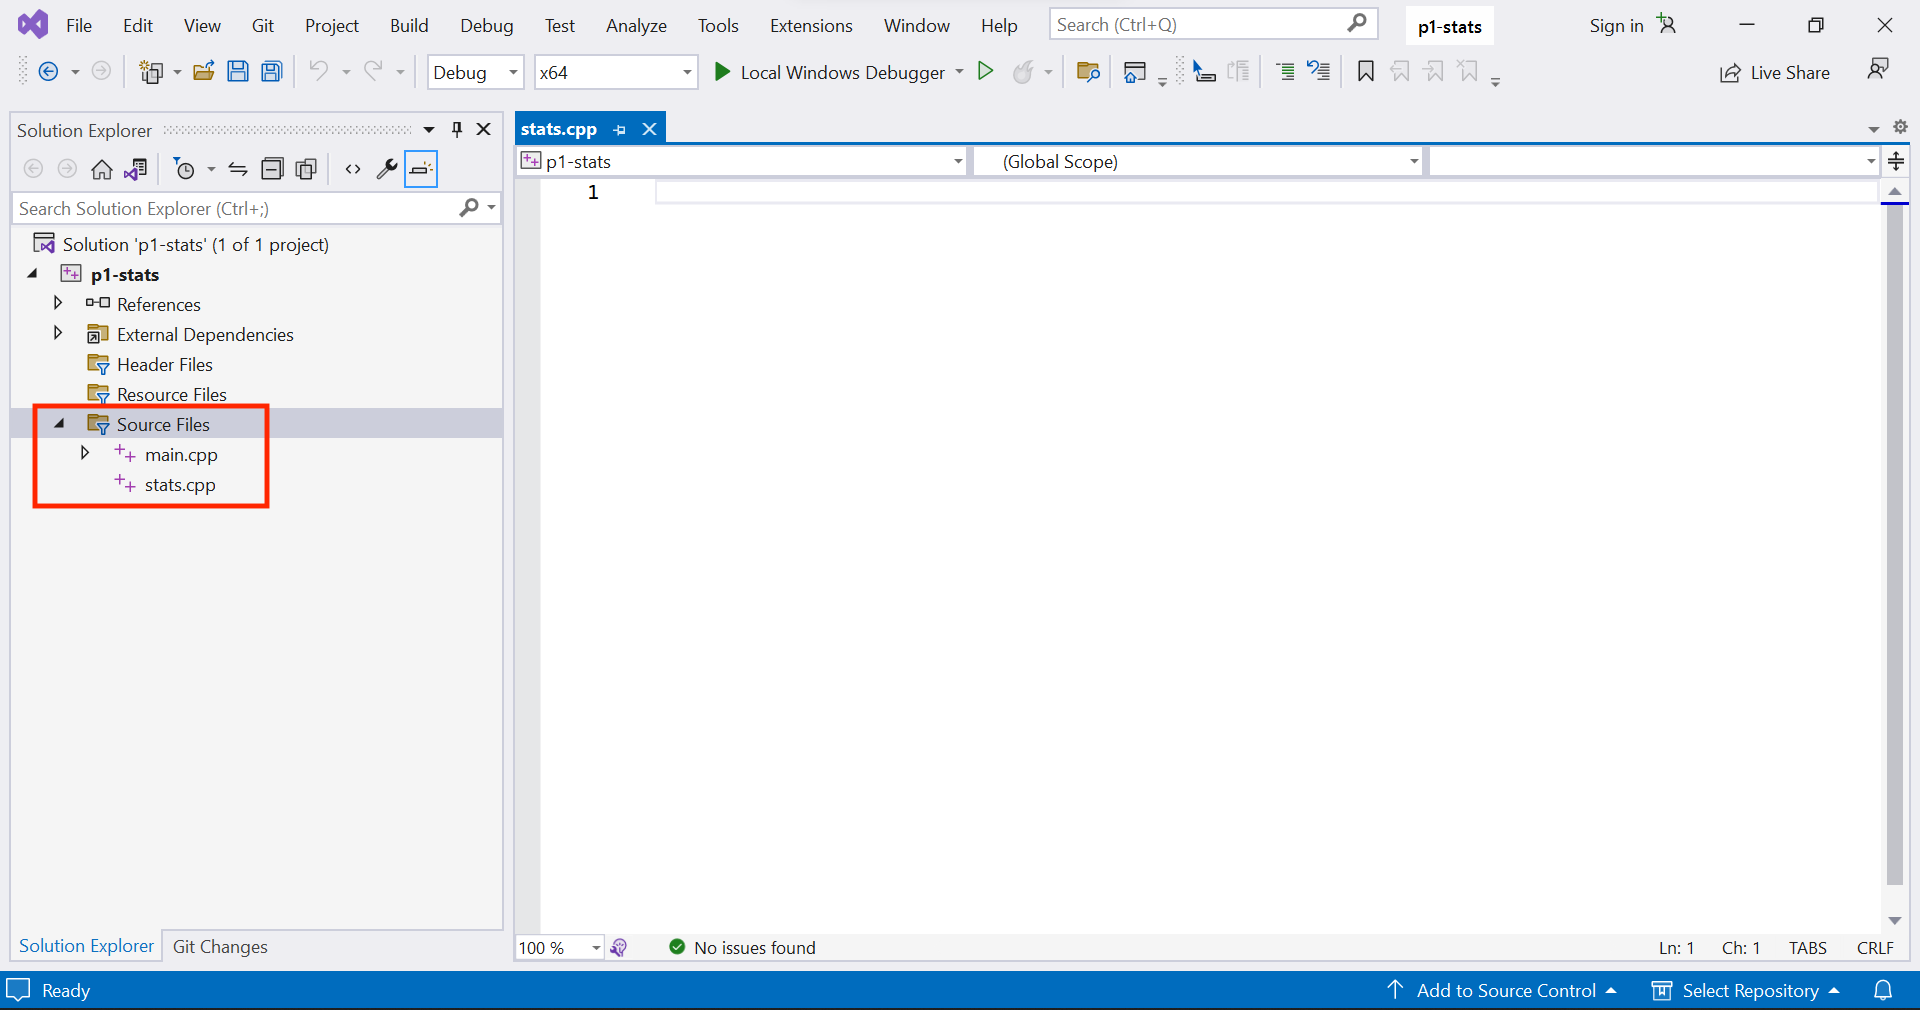 File Edit View Git Project Build Debug Test Analyze Tools Extensions Window Help Search (Ctrl+Q) p1-stats Sign in
Debug x64 Local Windows Debugger Live Share
Solution Explorer
stats.cpp
p1-stats (Global Scope)
Search Solution Explorer (Ctrl+;)
1
Solution 'p1-stats' (1 of 1 project)
p1-stats
References
External Dependencies
Header Files
Resource Files
Source Files
main.cpp
stats.cpp
Solution Explorer Git Changes
100 % No issues found Ln: 1 Ch: 1 TABS CRLF
Ready Add to Source Control Select Repository